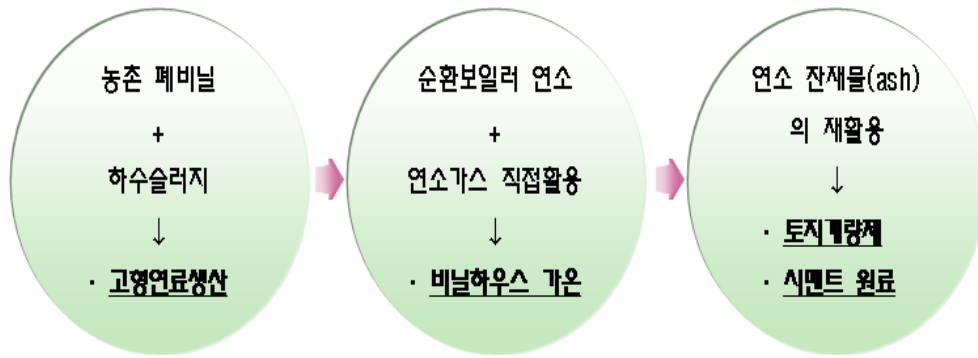 농촌 폐비닐
+
하수슬러지
↓
· 고형연료생산
순환보일러 연소
+
연소가스 직접활용
↓
· 비닐하우스 가온
연소 잔재물(ash)
의 재활용
↓
· 토지개량제
· 시멘트 원료